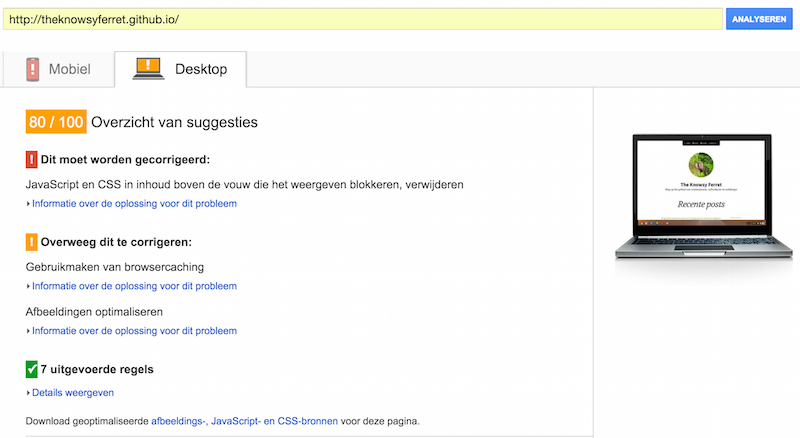 http://theknowsyferret.github.io/
ANALYSEREN
Mobiel
Desktop
80 / 100 Overzicht van suggesties
Dit moet worden gecorrigeerd:
JavaScript en CSS in inhoud boven de vouw die het weergeven blokkeren, verwijderen
Informatie over de oplossing voor dit probleem
Overweeg dit te corrigeren:
Gebruikmaken van browsercaching
Informatie over de oplossing voor dit probleem
Afbeeldingen optimaliseren
Informatie over de oplossing voor dit probleem
7 uitgevoerde regels
Details weergeven
Download geoptimaliseerde afbeeldings-, JavaScript- en CSS-bronnen voor deze pagina.
The Knowsy Ferret
Recente posts